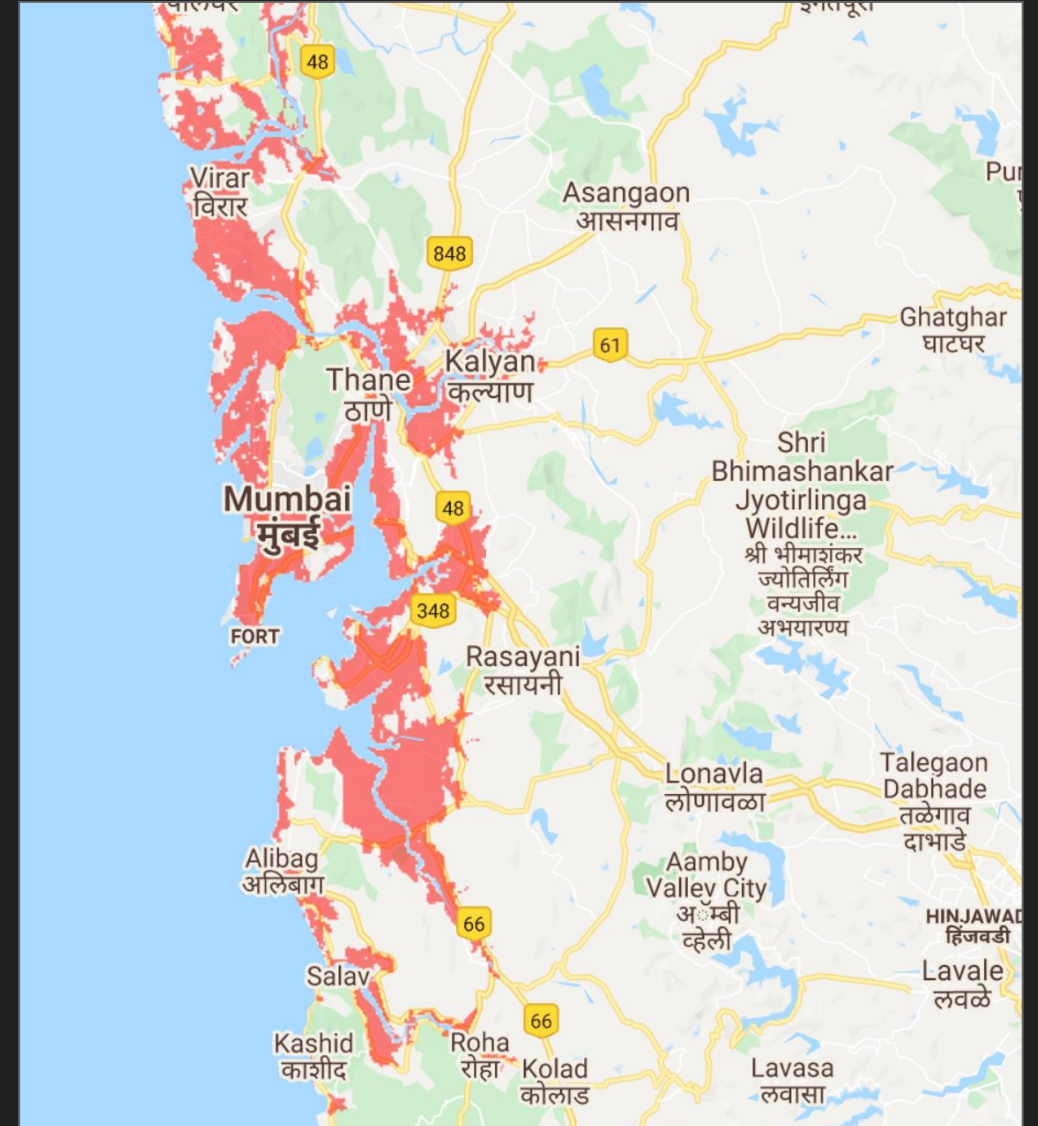 पालघर
इगतपुरी
48
Virar
विरार
Asangaon
आसनगाव
848
Ghatghar
घाटघर
61
Kalyan
कल्याण
Thane
ठाणे
Shri
Bhimashankar
Jyotirlinga
Wildlife...
श्री भीमाशंकर
ज्योतिर्लिंग
वन्यजीव
अभयारण्य
Mumbai
मुंबई
48
348
FORT
Rasayani
रसायनी
Lonavla
लोणावळा
Talegaon
Dabhade
तळेगाव
दाभाडे
Alibag
अलिबाग
Aamby
Valley City
अॅम्बी
व्हेली
66
HINJAWAD
हिंजवडी
Salav
Lavale
लवळे
66
Kashid
काशीद
Roha
रोहा
Kolad
कोलाड
Lavasa
लवासा